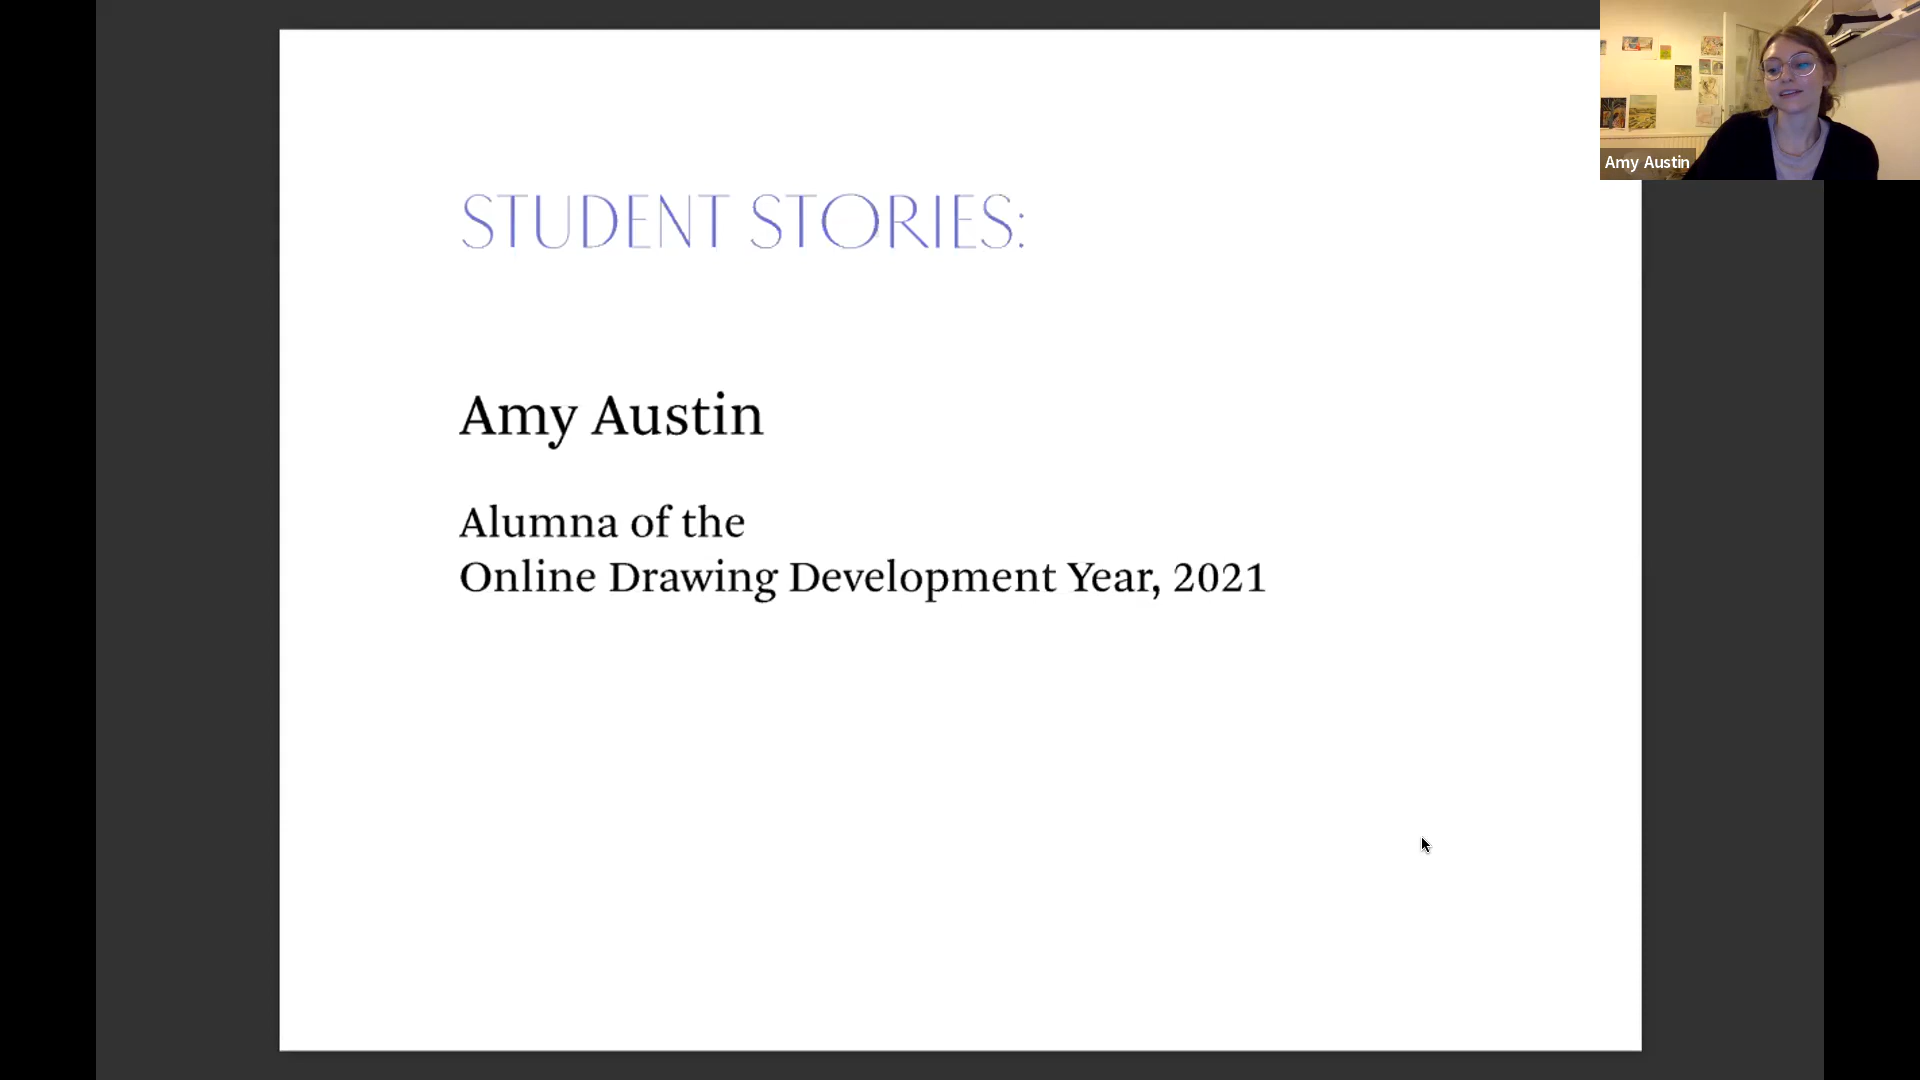 STUDENT STORIES:
Amy Austin
Alumna of the
Online Drawing Development Year, 2021
Amy Austin